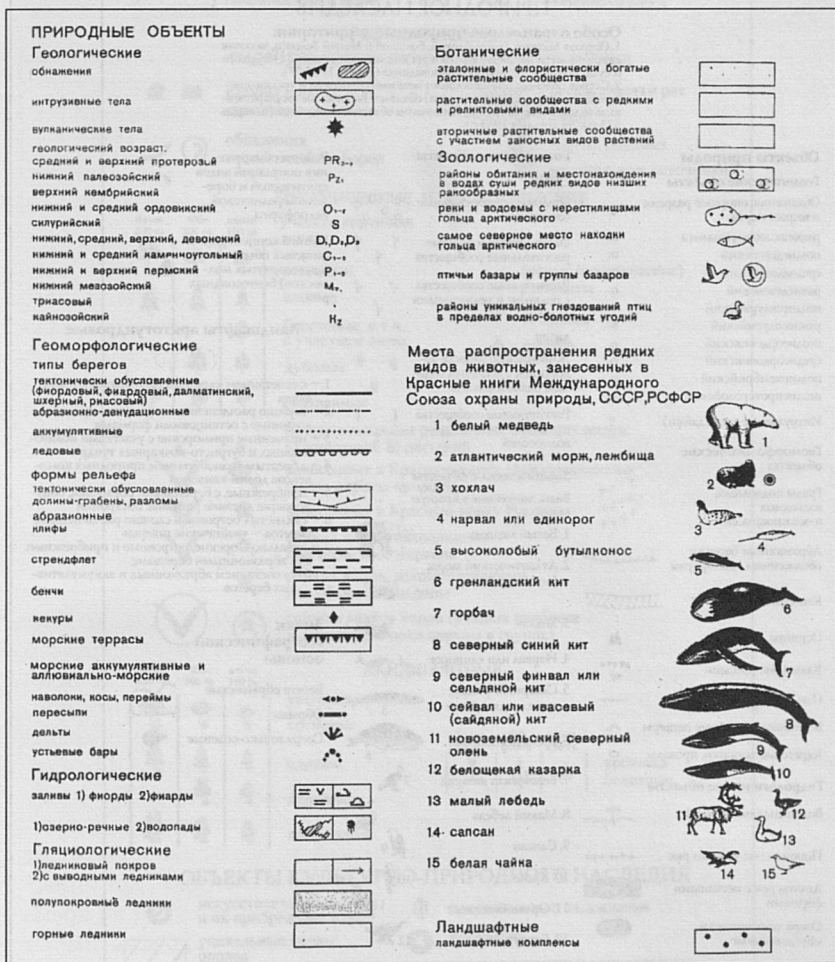 ПРИРОДНЫЕ ОБЪЕКТЫ
Геологические
обнажения
интрузивные тела
вулканические тела
геологический возраст.
средний и верхний протерозый PR₂₋₃
нижний палеозойский PZ₁
верхний кембрийский
нижний и средний ордовинский O₁₋₂
силурийский S
нижний, средний, верхний, девонский D₁D₂D₃
нижний и средний каминноугольный C₁₋₂
нижний и верхний пермский P₁₋₂
нижний мезозойский
триасовый
кайнозойский
Геоморфологические
типы берегов
тектонически обусловленные
(фиордовый, фиардовый, далматинский,
шхерный, риасовый)
абразионно-денудационные
аккумулятивные
ледовые
формы рельефа
тектонически обусловленные
долины-грабены, разломы
абразионные
клифы
стрендфлет
бенчи
кекуры
морские террасы
морские аккумулятивные и
аллювиально-морские
наволоки, косы, переймы
пересыпи
дельты
устьевые бары
Гидрологические
заливы 1) фиорды 2)фиарды
1)озерно-речные 2)водопады
Гляциологические
1)ледниковый покров
2)с выводными ледниками
полупокровные ледники
горные ледники
Ботанические
эталонные и флористически богатые
растительные сообщества
растительные сообщества с редкими
и реликтовыми видами
вторичные растительные сообщества
с участием заносных видов растений
Зоологические
районы обитания и местонахождения
в водах суши редких видов низших
ракообразных
реки и водоемы с нерестилищами
гольца арктического
самое северное место находки
гольца арктического
птичьи базары и группы базаров
районы уникальных гнездований птиц
в пределах водно-болотных угодий
Места распространения редких
видов животных, занесенных в
Красные книги Международного
Союза охраны природы, СССР, РСФСР
1 белый медведь 1
2 атлантический морж, лежбища 2
3 хохлач 3
4 нарвал или единорог 4
5 высоколобый бутылконос 5
6 гренландский кит 6
7 горбач 7
8 северный синий кит 8
9 северный финвал или
сельдяной кит 9
10 сейвал или ивасевый
(сайдяной) кит 10
11 новоземельский северный
олень 11
12 белощекая казарка 12
13 малый лебедь 13
14- сапсан 14
15 белая чайка 15
Ландшафтные
ландшафтные комплексы